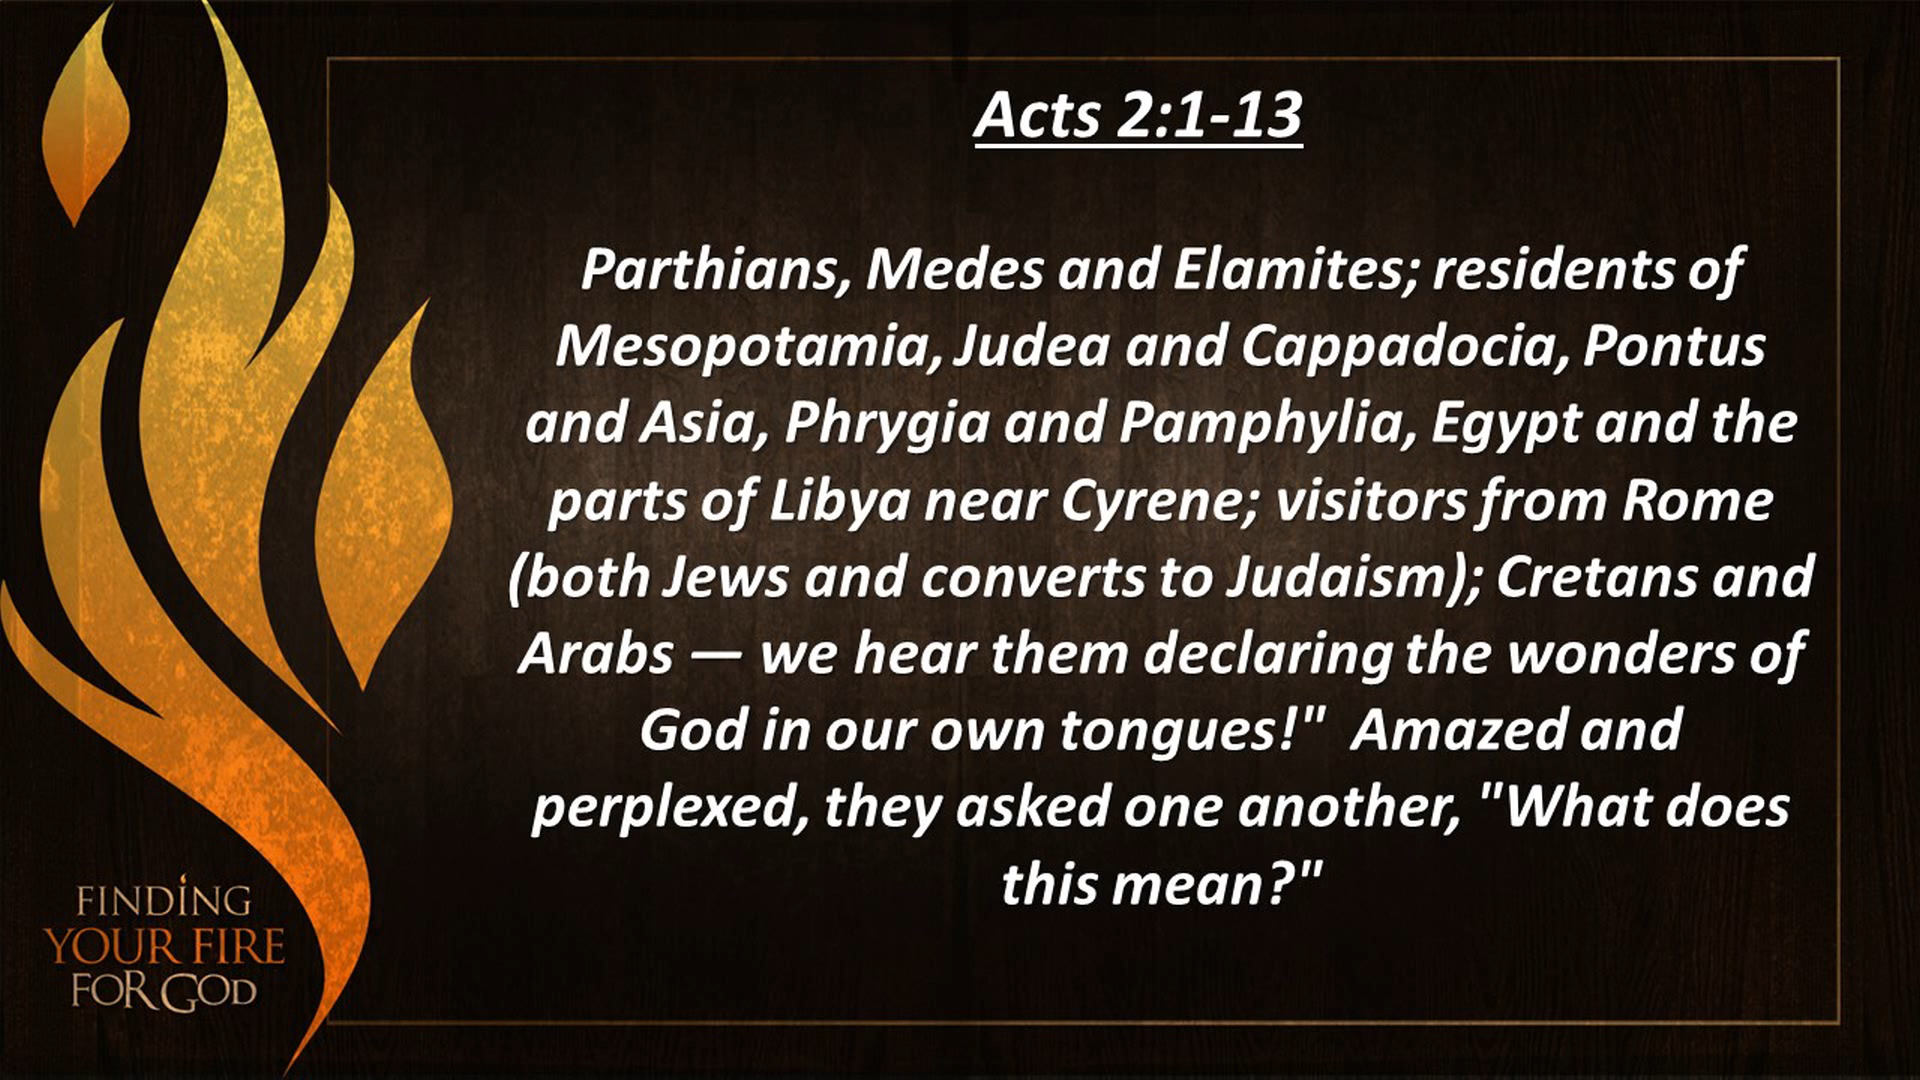 Acts 2:1-13
Parthians, Medes and Elamites; residents of
Mesopotamia, Judea and Cappadocia, Pontus
and Asia, Phrygia and Pamphylia, Egypt and the
parts of Libya near Cyrene; visitors from Rome
(both Jews and converts to Judaism); Cretans and
Arabs — we hear them declaring the wonders of
God in our own tongues!"  Amazed and
perplexed, they asked one another, "What does
this mean?"
FINDING
YOUR FIRE
FOR GOD